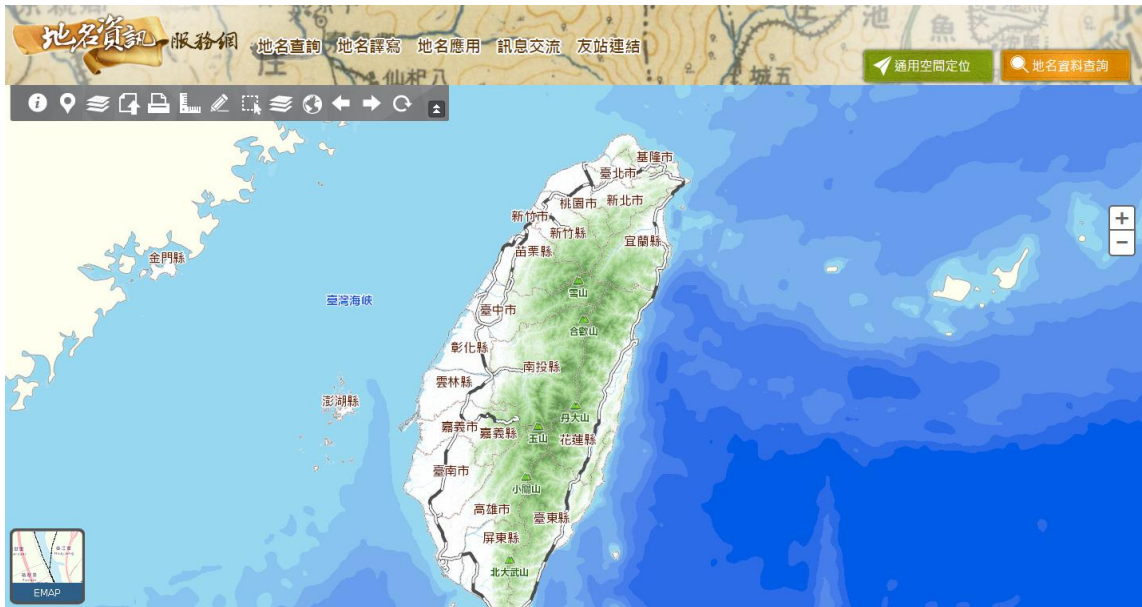 地名資訊服務網
地名查詢 地名譯寫 地名應用 訊息交流 友站連結
通用空間定位
地名資料查詢
基隆市
臺北市
新北市
桃園市
新竹市
新竹縣
宜蘭縣
苗栗縣
金門縣
雪山
臺灣海峽
臺中市
合歡山
彰化縣
南投縣
雲林縣
澎湖縣
丹大山
嘉義市
嘉義縣
玉山
花蓮縣
臺南市
小關山
高雄市
臺東縣
屏東縣
北大武山
+
−
EMAP